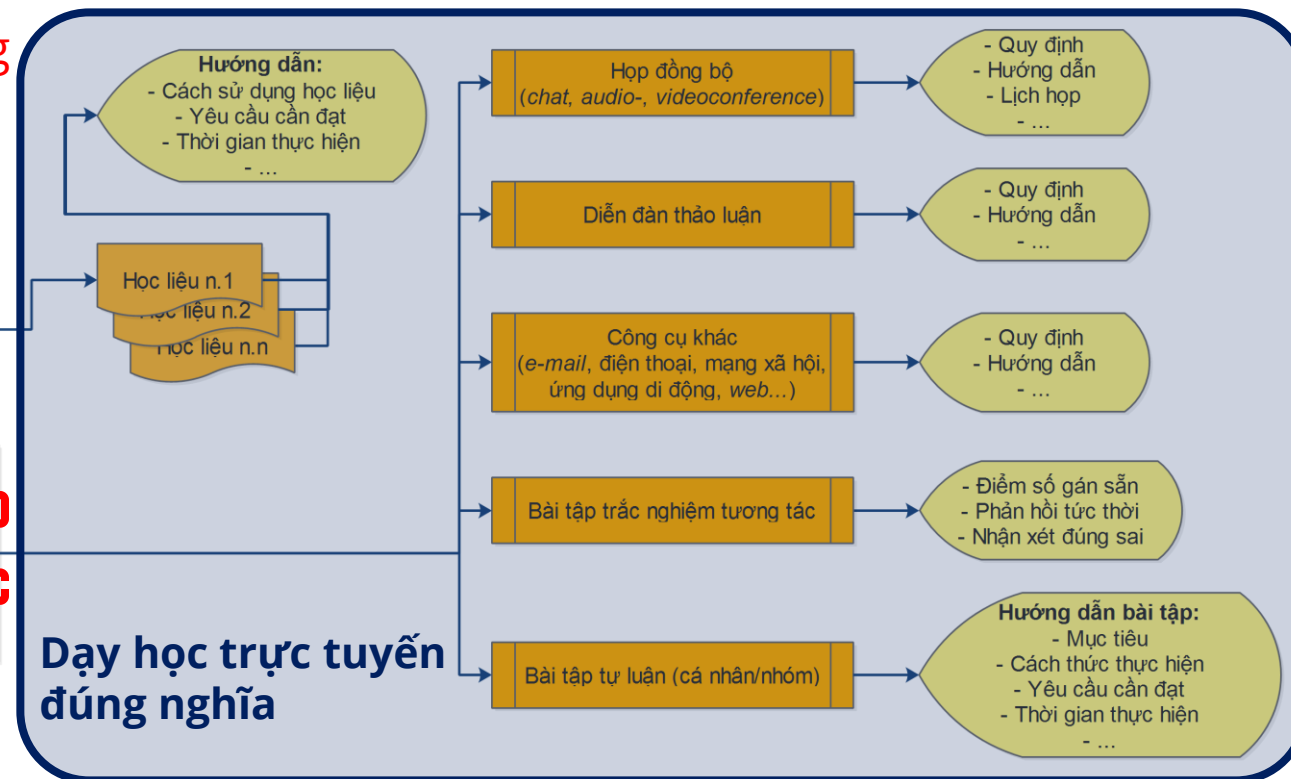 g
Hướng dẫn:
- Cách sử dụng học liệu
- Yêu cầu cần đạt
- Thời gian thực hiện
- ...
Học liệu n.1
Học liệu n.2
Học liệu n.n
Họp đồng bộ
(chat, audio-, videoconference)
- Quy định
- Hướng dẫn
- Lịch họp
- ...
Diễn đàn thảo luận
- Quy định
- Hướng dẫn
- ...
Công cụ khác
(e-mail, điện thoại, mạng xã hội,
ứng dụng di động, web...)
- Quy định
- Hướng dẫn
- ...
Bài tập trắc nghiệm tương tác
- Điểm số gán sẵn
- Phản hồi tức thời
- Nhận xét đúng sai
Bài tập tự luận (cá nhân/nhóm)
Hướng dẫn bài tập:
- Mục tiêu
- Cách thức thực hiện
- Yêu cầu cần đạt
- Thời gian thực hiện
- ...
Dạy học trực tuyến
đúng nghĩa